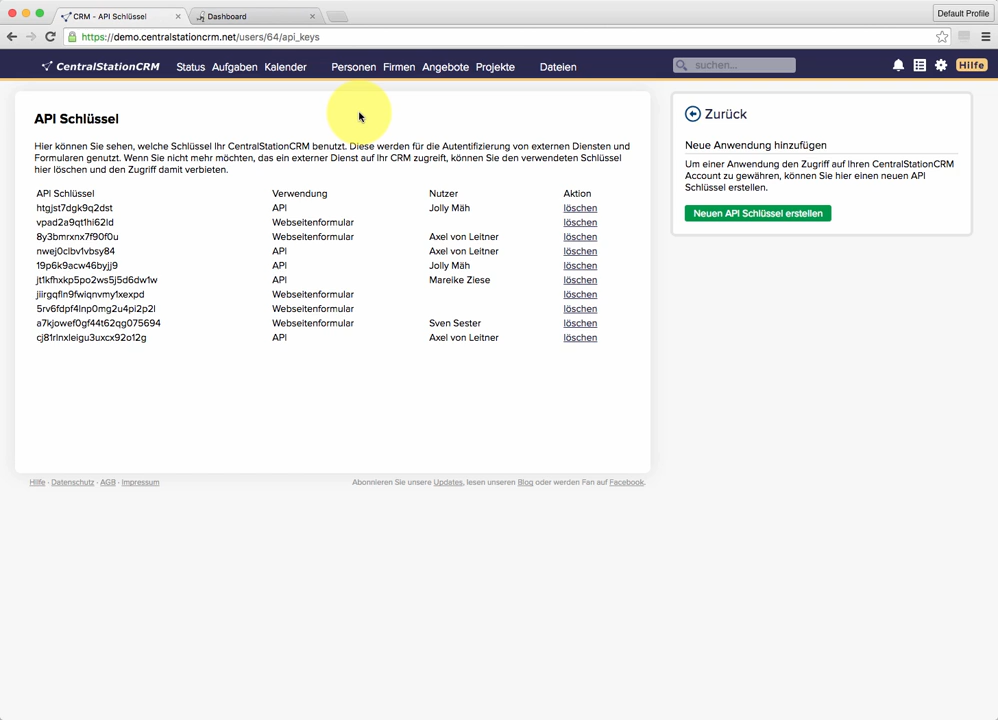 CRM - API Schlüssel
Dashboard
Default Profile
https://demo.centralstationcrm.net/users/64/api_keys
CentralStationCRM Status Aufgaben Kalender Personen Firmen Angebote Projekte Dateien suchen... Hilfe
API Schlüssel
Hier können Sie sehen, welche Schlüssel Ihr CentralStationCRM benutzt. Diese werden für die Autentifizierung von externen Diensten und
Formularen genutzt. Wenn Sie nicht mehr möchten, das ein externer Dienst auf Ihr CRM zugreift, können Sie den verwendeten Schlüssel
hier löschen und den Zugriff damit verbieten.
API Schlüssel Verwendung Nutzer Aktion
htgjst7dgk9q2dst API Jolly Mäh löschen
vpad2a9qt1hi62ld Webseitenformular löschen
8y3bmrxnx7f90f0u Webseitenformular Axel von Leitner löschen
nwej0clbv1vbsy84 API Axel von Leitner löschen
19p6k9acw46byjj9 API Jolly Mäh löschen
jt1kfhxkp5po2ws5j5d6dw1w API Mareike Ziese löschen
jiirgqfln9fwiqnvmy1xexpd Webseitenformular löschen
5rv6fdpf4lnp0mg2u4pi2p2l Webseitenformular löschen
a7kjowef0gf44t62qg075694 Webseitenformular Sven Sester löschen
cj81rlnxleigu3uxcx92o12g API Axel von Leitner löschen
Zurück
Neue Anwendung hinzufügen
Um einer Anwendung den Zugriff auf Ihren CentralStationCRM
Account zu gewähren, können Sie hier einen neuen API
Schlüssel erstellen.
Neuen API Schlüssel erstellen
Hilfe · Datenschutz · AGB · Impressum
Abonnieren Sie unsere Updates, lesen unseren Blog oder werden Fan auf Facebook.